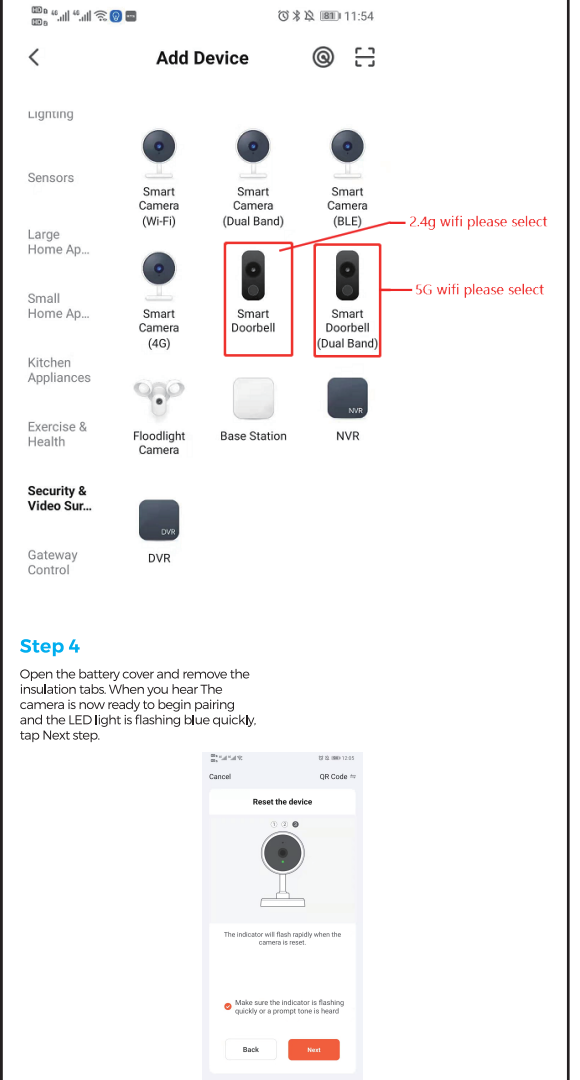 81 11:54
Add Device
Lighting
Sensors
Large
Home Ap...
Small
Home Ap...
Kitchen
Appliances
Exercise &
Health
Security &
Video Sur...
Gateway
Control
Smart
Camera
(Wi-Fi)
Smart
Camera
(Dual Band)
Smart
Camera
(BLE)
2.4g wifi please select
Smart
Camera
(4G)
Smart
Doorbell
Smart
Doorbell
(Dual Band)
5G wifi please select
Floodlight
Camera
Base Station
NVR
NVR
DVR
DVR
Step 4
Open the battery cover and remove the
insulation tabs. When you hear The
camera is now ready to begin pairing
and the LED light is flashing blue quickly,
tap Next step.
12:05
Cancel
QR Code
Reset the device
1 2 3
The indicator will flash rapidly when the
camera is reset.
Make sure the indicator is flashing
quickly or a prompt tone is heard
Back
Next